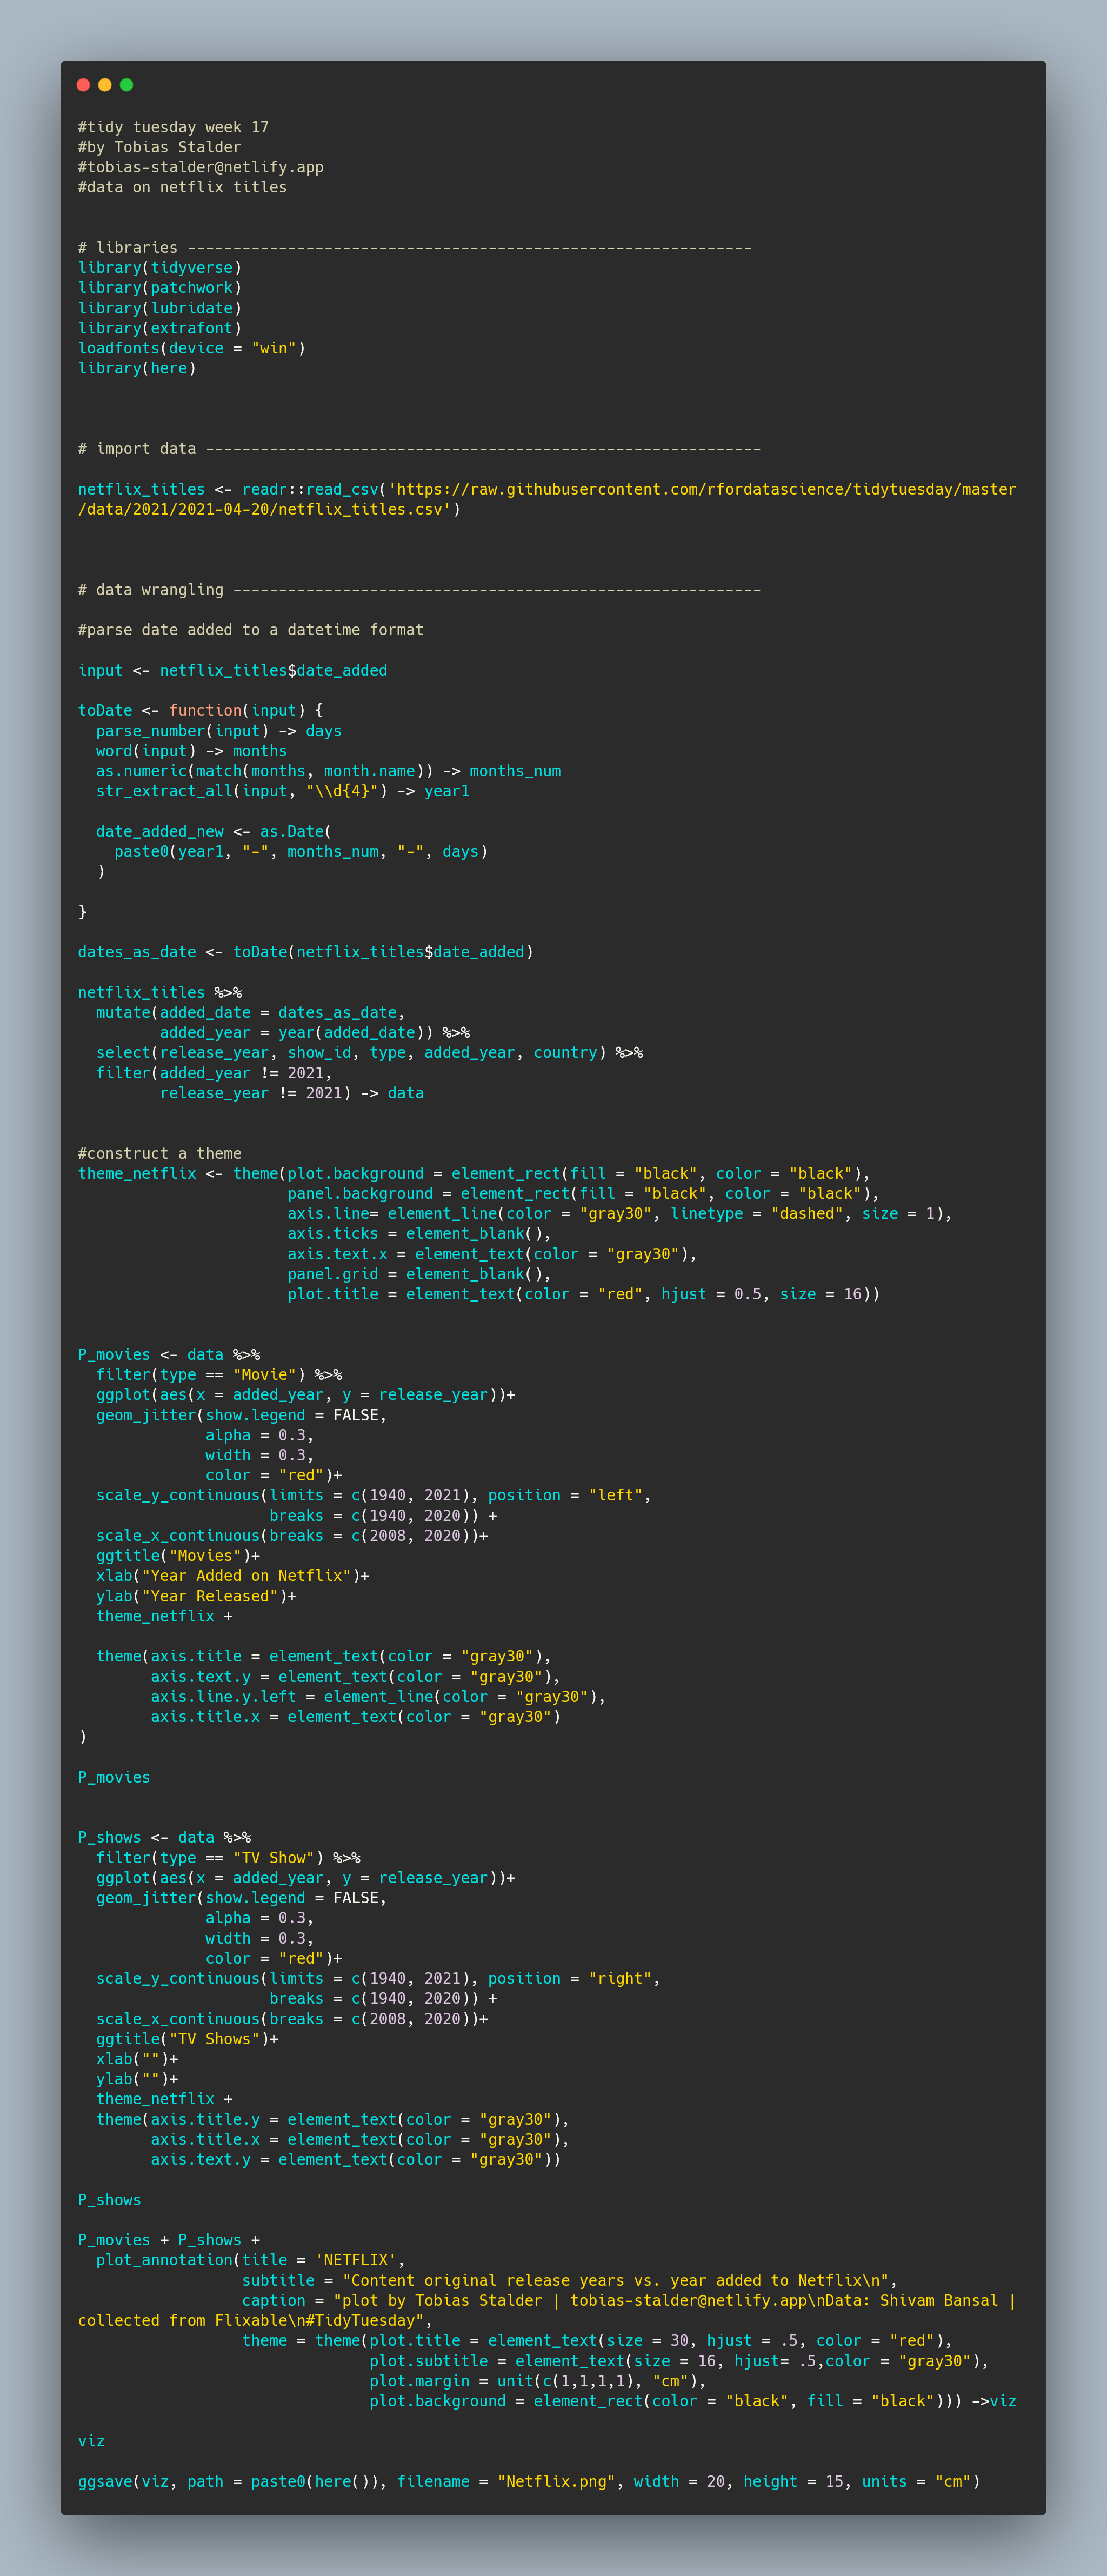 #tidy tuesday week 17
#by Tobias Stalder
#tobias-stalder@netlify.app
#data on netflix titles
# libraries --------------------------------------------------------------
library(tidyverse)
library(patchwork)
library(lubridate)
library(extrafont)
loadfonts(device = "win")
library(here)
# import data -------------------------------------------------------------
netflix_titles <- readr::read_csv('https://raw.githubusercontent.com/rfordatascience/tidytuesday/master
/data/2021/2021-04-20/netflix_titles.csv')
# data wrangling ----------------------------------------------------------
#parse date added to a datetime format
input <- netflix_titles$date_added
toDate <- function(input) {
  parse_number(input) -> days
  word(input) -> months
  as.numeric(match(months, month.name)) -> months_num
  str_extract_all(input, "\\d{4}") -> year1
  date_added_new <- as.Date(
    paste0(year1, "-", months_num, "-", days)
  )
}
dates_as_date <- toDate(netflix_titles$date_added)
netflix_titles %>%
  mutate(added_date = dates_as_date,
         added_year = year(added_date)) %>%
  select(release_year, show_id, type, added_year, country) %>%
  filter(added_year != 2021,
         release_year != 2021) -> data
#construct a theme
theme_netflix <- theme(plot.background = element_rect(fill = "black", color = "black"),
                       panel.background = element_rect(fill = "black", color = "black"),
                       axis.line= element_line(color = "gray30", linetype = "dashed", size = 1),
                       axis.ticks = element_blank(),
                       axis.text.x = element_text(color = "gray30"),
                       panel.grid = element_blank(),
                       plot.title = element_text(color = "red", hjust = 0.5, size = 16))
P_movies <- data %>%
  filter(type == "Movie") %>%
  ggplot(aes(x = added_year, y = release_year))+
  geom_jitter(show.legend = FALSE,
              alpha = 0.3,
              width = 0.3,
              color = "red")+
  scale_y_continuous(limits = c(1940, 2021), position = "left",
                     breaks = c(1940, 2020)) +
  scale_x_continuous(breaks = c(2008, 2020))+
  ggtitle("Movies")+
  xlab("Year Added on Netflix")+
  ylab("Year Released")+
  theme_netflix +
  theme(axis.title = element_text(color = "gray30"),
        axis.text.y = element_text(color = "gray30"),
        axis.line.y.left = element_line(color = "gray30"),
        axis.title.x = element_text(color = "gray30")
)
P_movies
P_shows <- data %>%
  filter(type == "TV Show") %>%
  ggplot(aes(x = added_year, y = release_year))+
  geom_jitter(show.legend = FALSE,
              alpha = 0.3,
              width = 0.3,
              color = "red")+
  scale_y_continuous(limits = c(1940, 2021), position = "right",
                     breaks = c(1940, 2020)) +
  scale_x_continuous(breaks = c(2008, 2020))+
  ggtitle("TV Shows")+
  xlab("")+
  ylab("")+
  theme_netflix +
  theme(axis.title.y = element_text(color = "gray30"),
        axis.title.x = element_text(color = "gray30"),
        axis.text.y = element_text(color = "gray30"))
P_shows
P_movies + P_shows +
  plot_annotation(title = 'NETFLIX',
                  subtitle = "Content original release years vs. year added to Netflix\n",
                  caption = "plot by Tobias Stalder | tobias-stalder@netlify.app\nData: Shivam Bansal |
collected from Flixable\n#TidyTuesday",
                  theme = theme(plot.title = element_text(size = 30, hjust = .5, color = "red"),
                                plot.subtitle = element_text(size = 16, hjust= .5,color = "gray30"),
                                plot.margin = unit(c(1,1,1,1), "cm"),
                                plot.background = element_rect(color = "black", fill = "black"))) ->viz
viz
ggsave(viz, path = paste0(here()), filename = "Netflix.png", width = 20, height = 15, units = "cm")